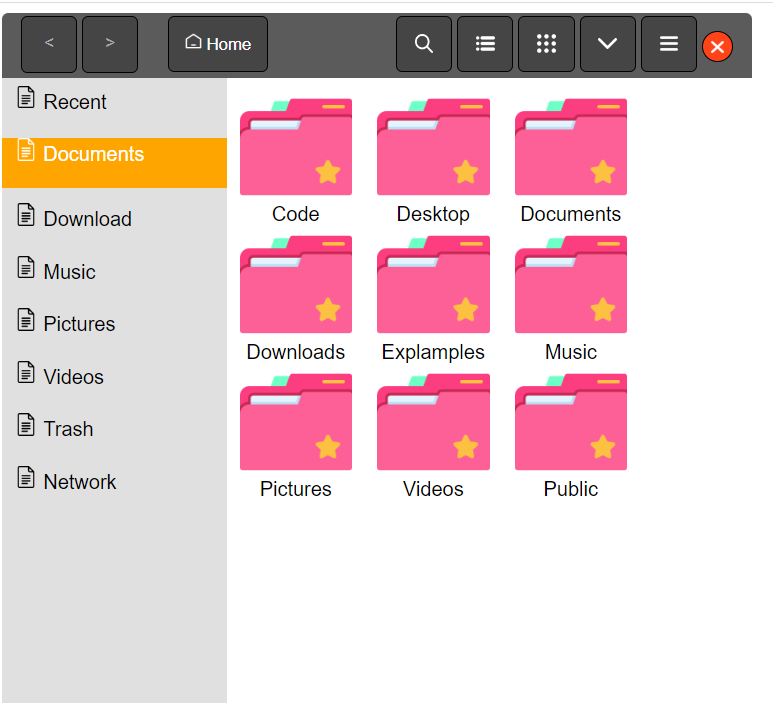 < > Home
Recent
Documents
Download
Music
Pictures
Videos
Trash
Network
Code Desktop Documents
Downloads Explamples Music
Pictures Videos Public